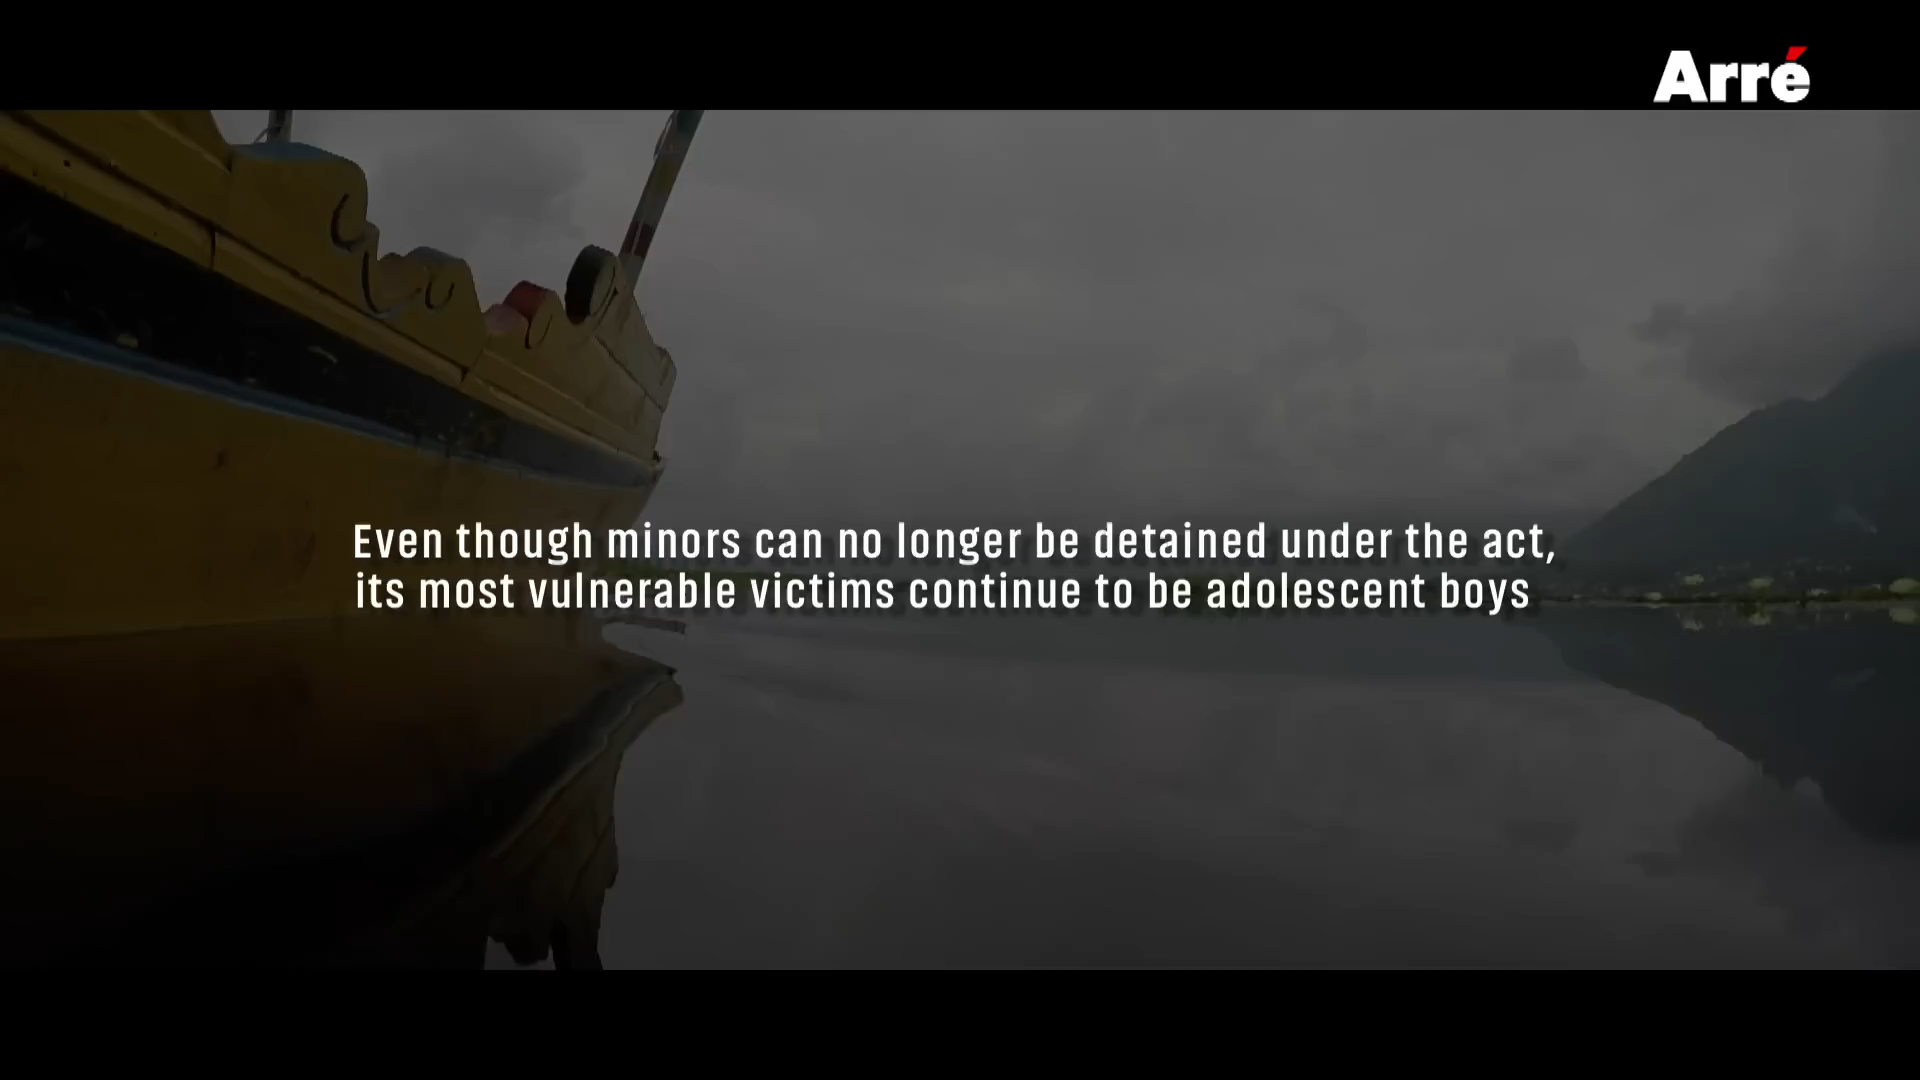 Arré
Even though minors can no longer be detained under the act,
its most vulnerable victims continue to be adolescent boys